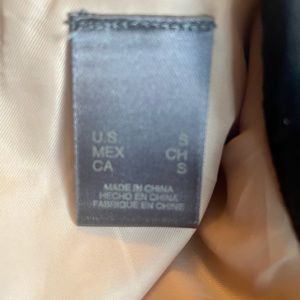 U.S. S
MEX CH
CA S
MADE IN CHINA
HECHO EN CHINA
FABRIQUÉ EN CHINE